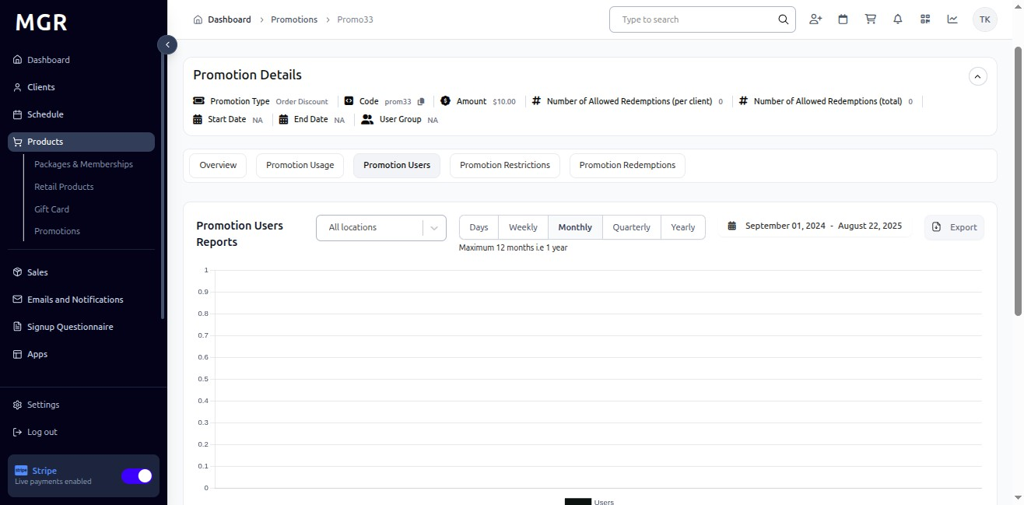 MGR
Dashboard
Clients
Schedule
Products
Packages & Memberships
Retail Products
Gift Card
Promotions
Sales
Emails and Notifications
Signup Questionnaire
Apps
Settings
Log out
stripe Stripe
Live payments enabled
Dashboard > Promotions > Promo33
Type to search
TK
Promotion Details
Promotion Type Order Discount Code prom33 Amount $10.00 Number of Allowed Redemptions (per client) 0 Number of Allowed Redemptions (total) 0
Start Date NA End Date NA User Group NA
Overview Promotion Usage Promotion Users Promotion Restrictions Promotion Redemptions
Promotion Users
Reports
All locations
Days Weekly Monthly Quarterly Yearly
Maximum 12 months i.e 1 year
September 01, 2024 - August 22, 2025
Export
1
0.9
0.8
0.7
0.6
0.5
0.4
0.3
0.2
0.1
0
Users